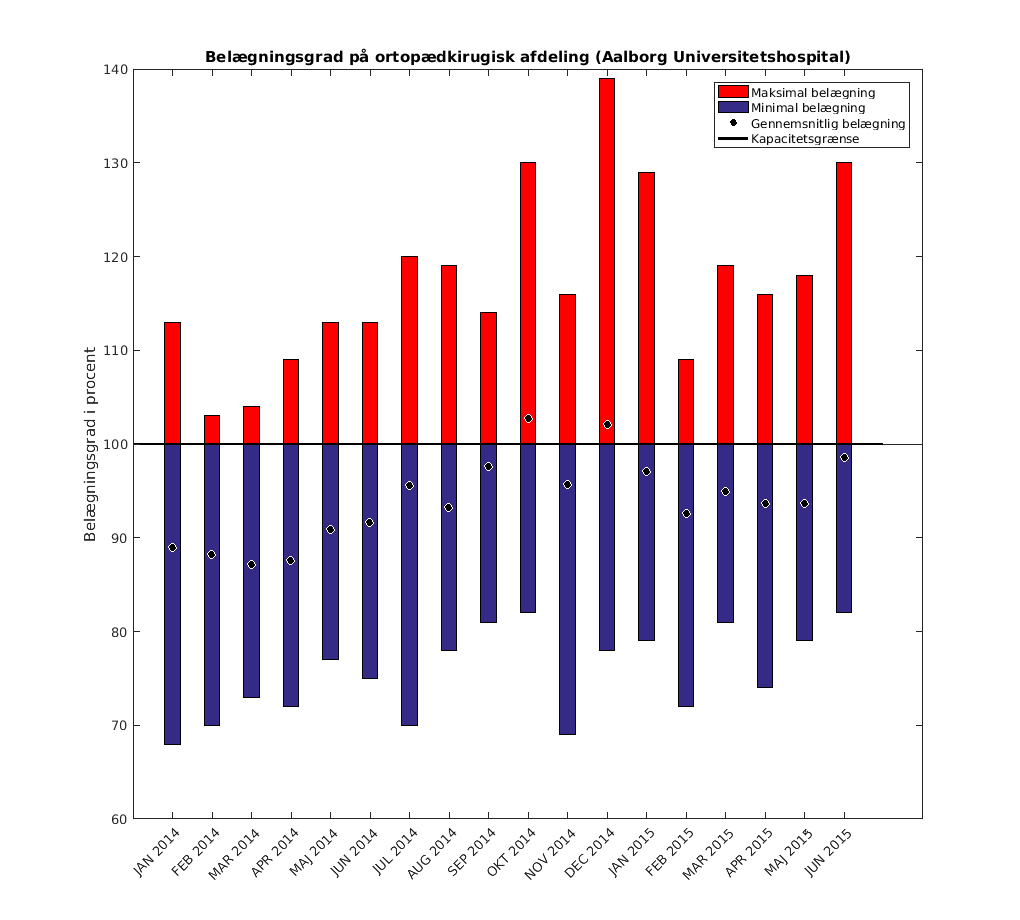 Belægningsgrad på ortopædkirugisk afdeling (Aalborg Universitetshospital)
Maksimal belægning
Minimal belægning
Gennemsnitlig belægning
Kapacitetsgrænse
Belægningsgrad i procent
140
130
120
110
100
90
80
70
60
JAN 2014
FEB 2014
MAR 2014
APR 2014
MAJ 2014
JUN 2014
JUL 2014
AUG 2014
SEP 2014
OKT 2014
NOV 2014
DEC 2014
JAN 2015
FEB 2015
MAR 2015
APR 2015
MAJ 2015
JUN 2015